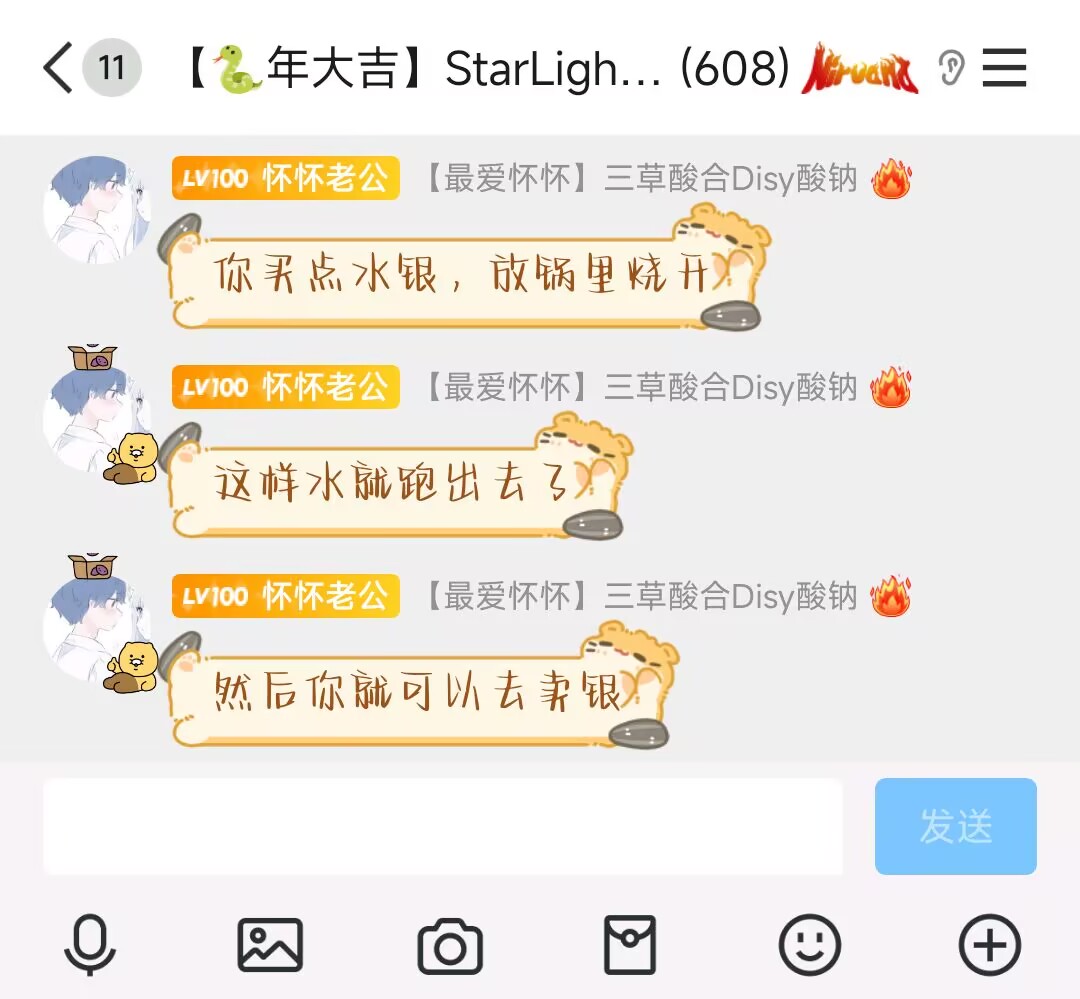 11
【🐍年大吉】StarLigh... (608)
Nirvana
LV100 怀怀老公 【最爱怀怀】三草酸合Disy酸钠 🔥
你买点水银，放锅里烧开
LV100 怀怀老公 【最爱怀怀】三草酸合Disy酸钠 🔥
这样水就跑出去了
LV100 怀怀老公 【最爱怀怀】三草酸合Disy酸钠 🔥
然后你就可以去卖银
发送